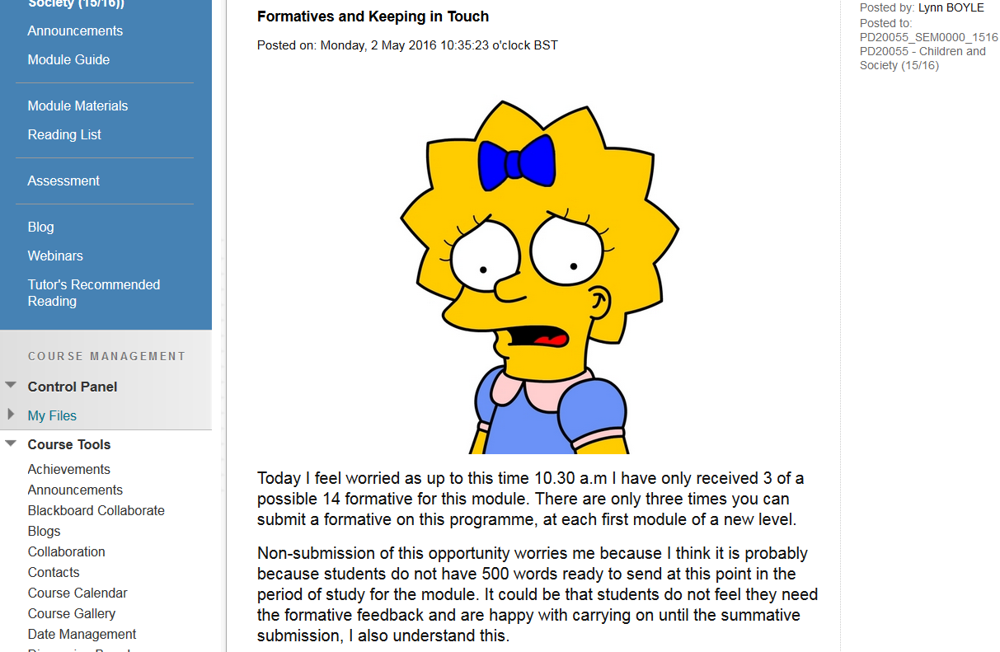 Society (15/16))
Announcements
Module Guide
Module Materials
Reading List
Assessment
Blog
Webinars
Tutor's Recommended
Reading
COURSE MANAGEMENT
Control Panel
My Files
Course Tools
Achievements
Announcements
Blackboard Collaborate
Blogs
Collaboration
Contacts
Course Calendar
Course Gallery
Date Management
Formatives and Keeping in Touch
Posted on: Monday, 2 May 2016 10:35:23 o'clock BST
Today I feel worried as up to this time 10.30 a.m I have only received 3 of a
possible 14 formative for this module. There are only three times you can
submit a formative on this programme, at each first module of a new level.
Non-submission of this opportunity worries me because I think it is probably
because students do not have 500 words ready to send at this point in the
period of study for the module. It could be that students do not feel they need
the formative feedback and are happy with carrying on until the summative
submission, I also understand this.
Posted by: Lynn BOYLE
Posted to:
PD20055_SEM0000_1516
PD20055 - Children and
Society (15/16)